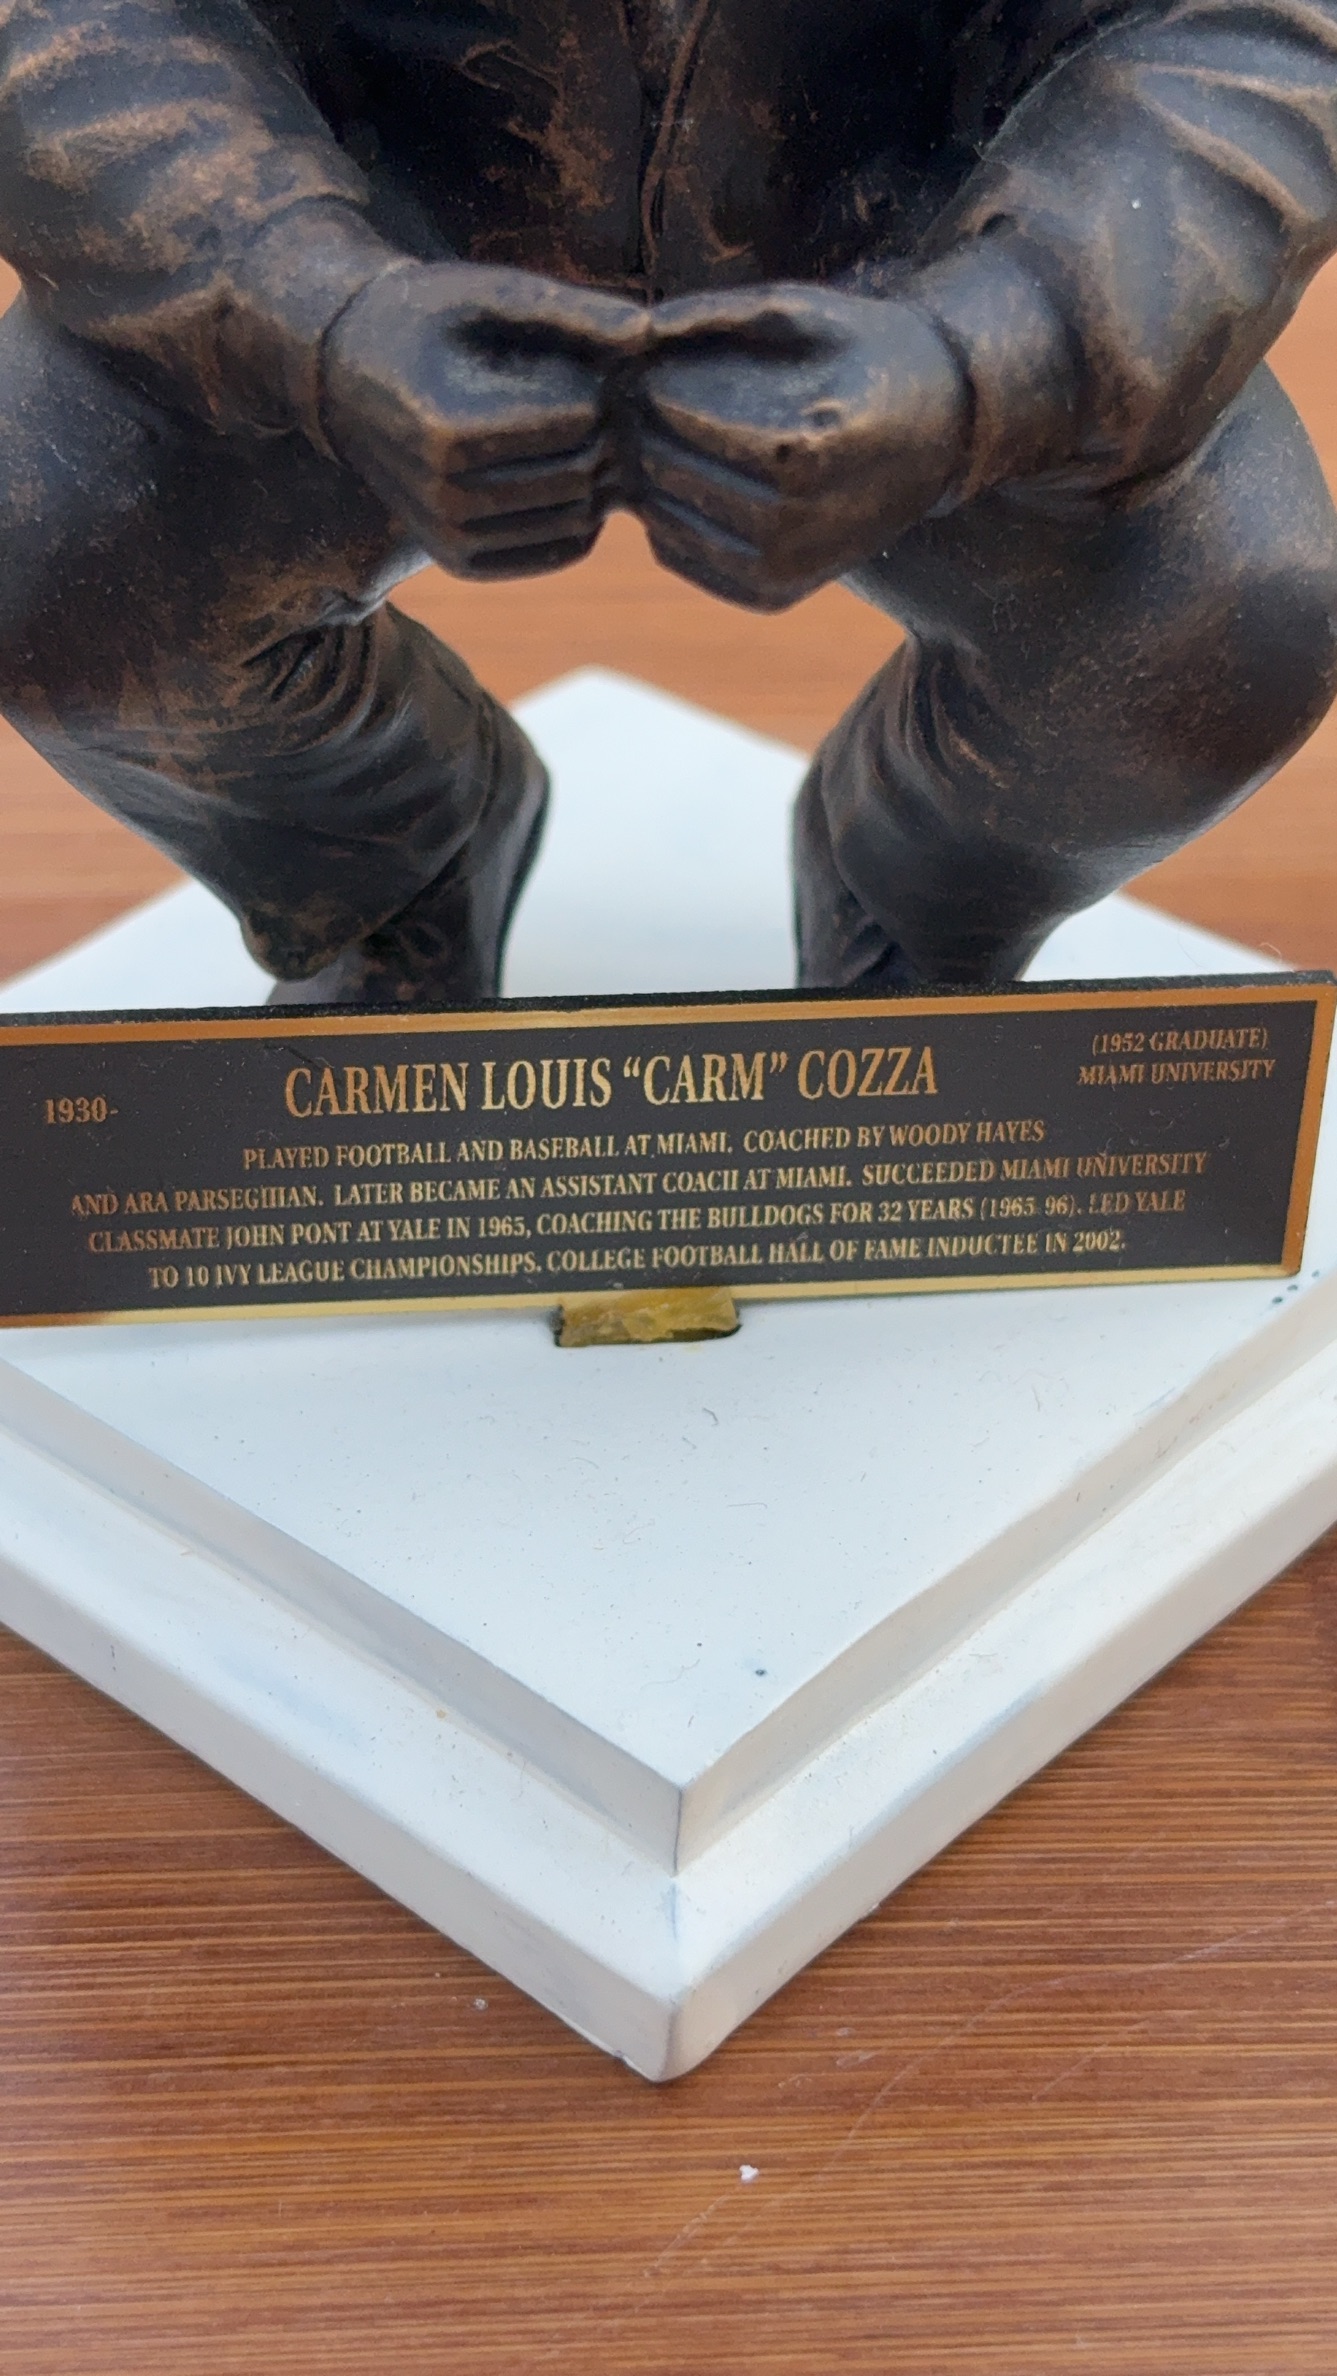 1930-
CARMEN LOUIS “CARM” COZZA
(1952 GRADUATE)
MIAMI UNIVERSITY
PLAYED FOOTBALL AND BASEBALL AT MIAMI. COACHED BY WOODY HAYES
AND ARA PARSEGHIAN. LATER BECAME AN ASSISTANT COACH AT MIAMI. SUCCEEDED MIAMI UNIVERSITY
CLASSMATE JOHN PONT AT YALE IN 1965, COACHING THE BULLDOGS FOR 32 YEARS (1965-96). LED YALE
TO 10 IVY LEAGUE CHAMPIONSHIPS. COLLEGE FOOTBALL HALL OF FAME INDUCTEE IN 2002.